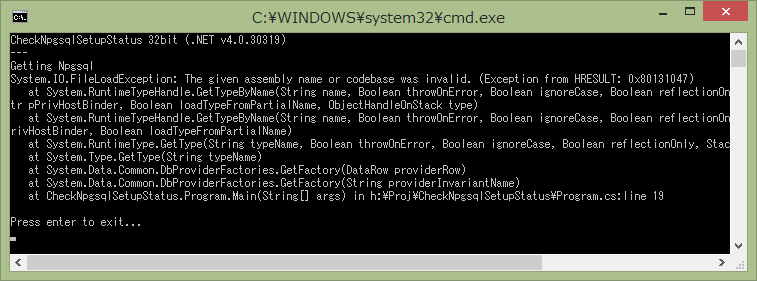 C:¥WINDOWS¥system32¥cmd.exe
CheckNpgsqlSetupStatus 32bit (.NET v4.0.30319)
---
Getting Npgsql
System.IO.FileLoadException: The given assembly name or codebase was invalid. (Exception from HRESULT: 0x80131047)
   at System.RuntimeTypeHandle.GetTypeByName(String name, Boolean throwOnError, Boolean ignoreCase, Boolean reflectionOn
tr pPrivHostBinder, Boolean loadTypeFromPartialName, ObjectHandleOnStack type)
   at System.RuntimeTypeHandle.GetTypeByName(String name, Boolean throwOnError, Boolean ignoreCase, Boolean reflectionOn
rivHostBinder, Boolean loadTypeFromPartialName)
   at System.RuntimeType.GetType(String typeName, Boolean throwOnError, Boolean ignoreCase, Boolean reflectionOnly, Stac
   at System.Type.GetType(String typeName)
   at System.Data.Common.DbProviderFactories.GetFactory(DataRow providerRow)
   at System.Data.Common.DbProviderFactories.GetFactory(String providerInvariantName)
   at CheckNpgsqlSetupStatus.Program.Main(String[] args) in h:¥Proj¥CheckNpgsqlSetupStatus¥Program.cs:line 19
Press enter to exit...